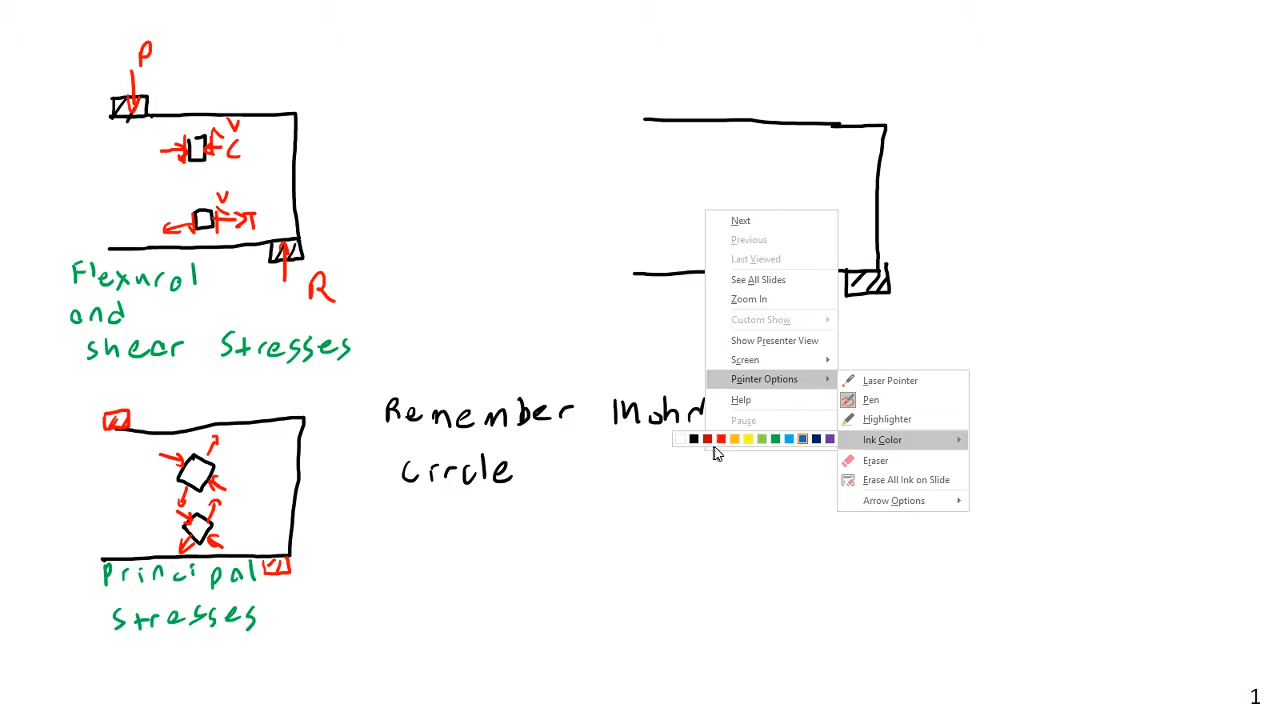 P
V
C
V
T
R
Flexural
and
shear Stresses
Remember Mohr
circle
Principal
stresses
Next
Previous
Last Viewed
See All Slides
Zoom In
Custom Show
Show Presenter View
Screen
Pointer Options
Help
Pause
Laser Pointer
Pen
Highlighter
Ink Color
Eraser
Erase All Ink on Slide
Arrow Options
1